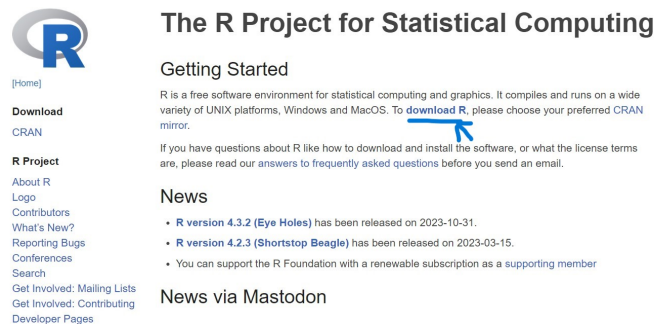 R
The R Project for Statistical Computing
[Home]
Download
CRAN
R Project
About R
Logo
Contributors
What's New?
Reporting Bugs
Conferences
Search
Get Involved: Mailing Lists
Get Involved: Contributing
Developer Pages
Getting Started
R is a free software environment for statistical computing and graphics. It compiles and runs on a wide
variety of UNIX platforms, Windows and MacOS. To download R, please choose your preferred CRAN
mirror.
If you have questions about R like how to download and install the software, or what the license terms
are, please read our answers to frequently asked questions before you send an email.
News
• R version 4.3.2 (Eye Holes) has been released on 2023-10-31.
• R version 4.2.3 (Shortstop Beagle) has been released on 2023-03-15.
• You can support the R Foundation with a renewable subscription as a supporting member
News via Mastodon